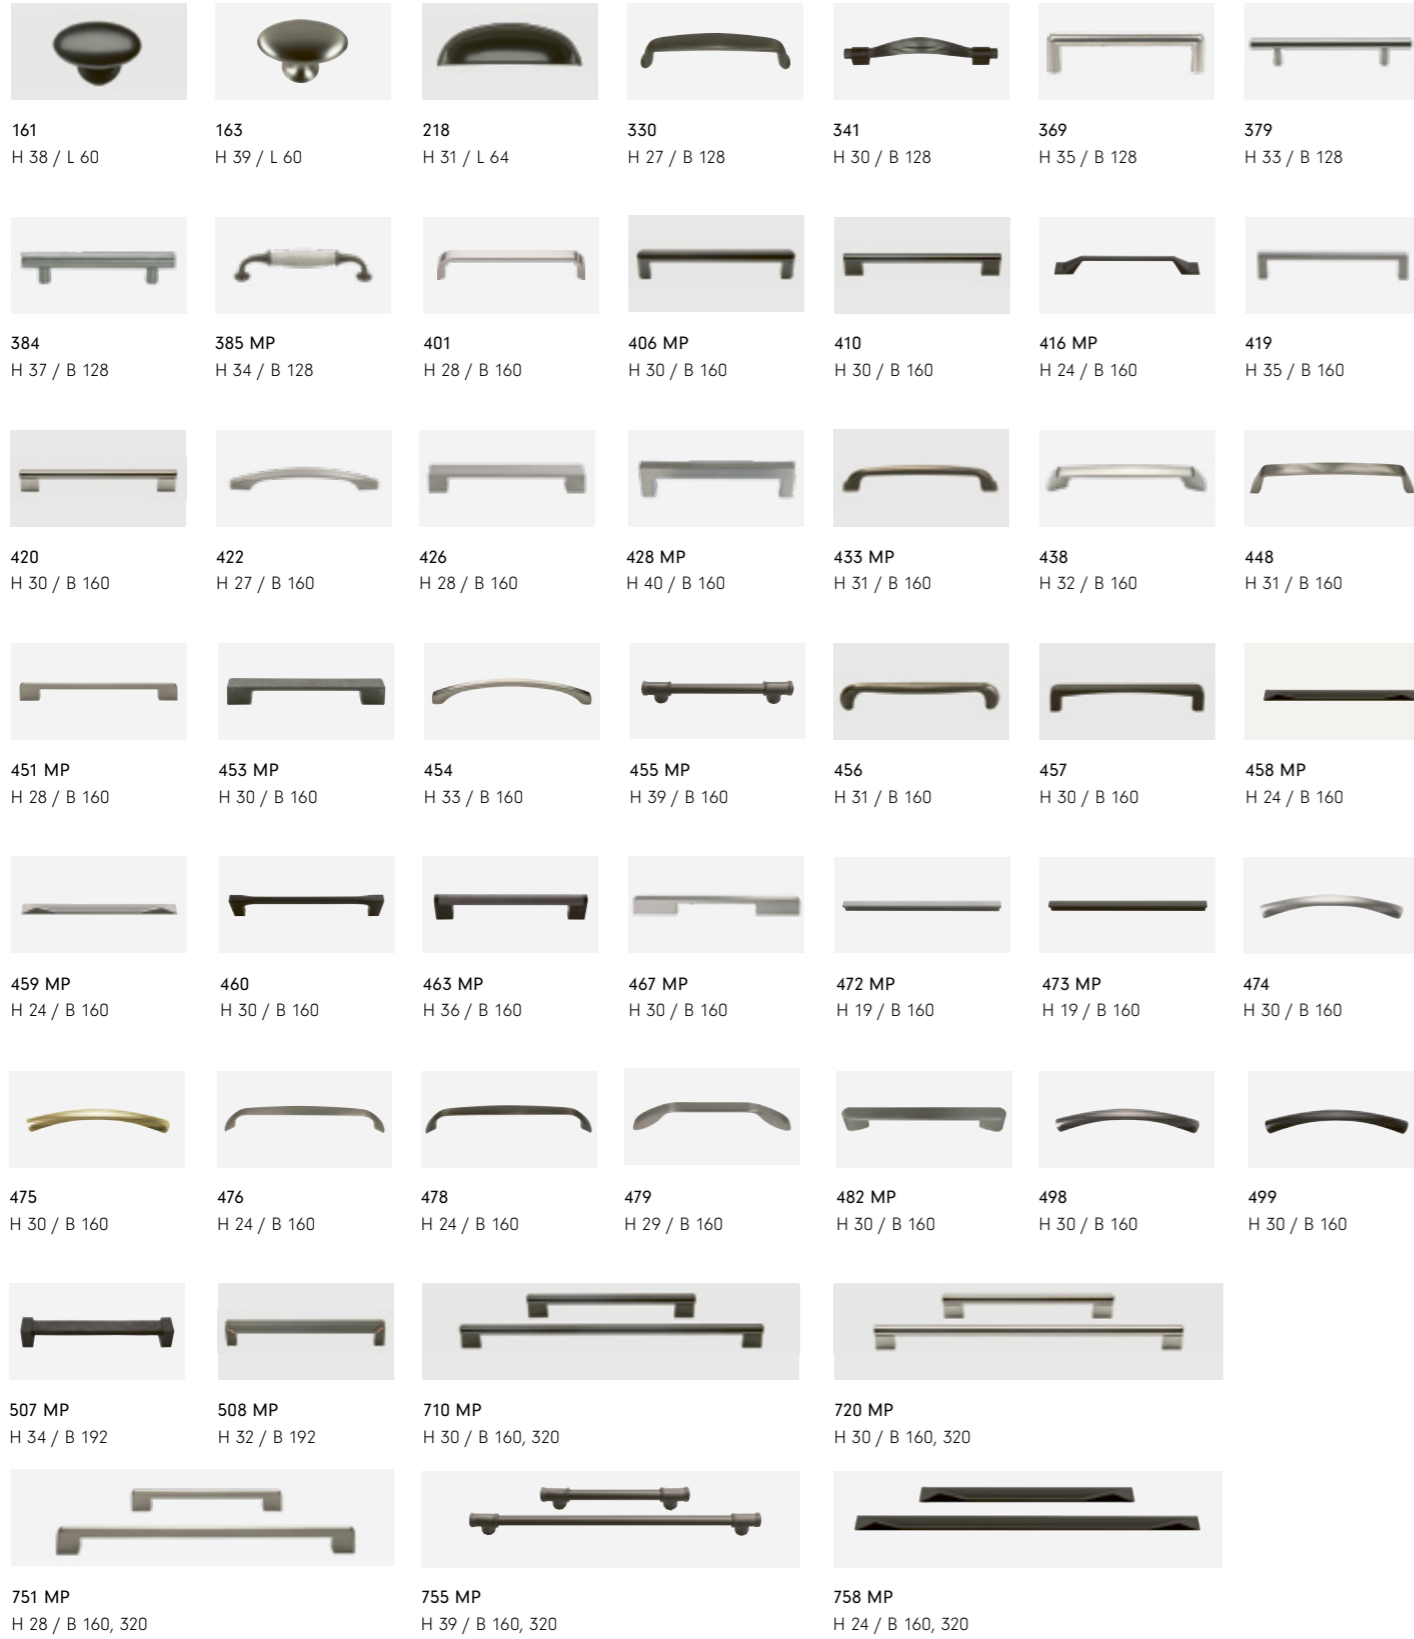 161
H 38 / L 60
163
H 39 / L 60
218
H 31 / L 64
330
H 27 / B 128
341
H 30 / B 128
369
H 35 / B 128
379
H 33 / B 128
384
H 37 / B 128
385 MP
H 34 / B 128
401
H 28 / B 160
406 MP
H 30 / B 160
410
H 30 / B 160
416 MP
H 24 / B 160
419
H 35 / B 160
420
H 30 / B 160
422
H 27 / B 160
426
H 28 / B 160
428 MP
H 40 / B 160
433 MP
H 31 / B 160
438
H 32 / B 160
448
H 31 / B 160
451 MP
H 28 / B 160
453 MP
H 30 / B 160
454
H 33 / B 160
455 MP
H 39 / B 160
456
H 31 / B 160
457
H 30 / B 160
458 MP
H 24 / B 160
459 MP
H 24 / B 160
460
H 30 / B 160
463 MP
H 36 / B 160
467 MP
H 30 / B 160
472 MP
H 19 / B 160
473 MP
H 19 / B 160
474
H 30 / B 160
475
H 30 / B 160
476
H 24 / B 160
478
H 24 / B 160
479
H 29 / B 160
482 MP
H 30 / B 160
498
H 30 / B 160
499
H 30 / B 160
507 MP
H 34 / B 192
508 MP
H 32 / B 192
710 MP
H 30 / B 160, 320
720 MP
H 30 / B 160, 320
751 MP
H 28 / B 160, 320
755 MP
H 39 / B 160, 320
758 MP
H 24 / B 160, 320